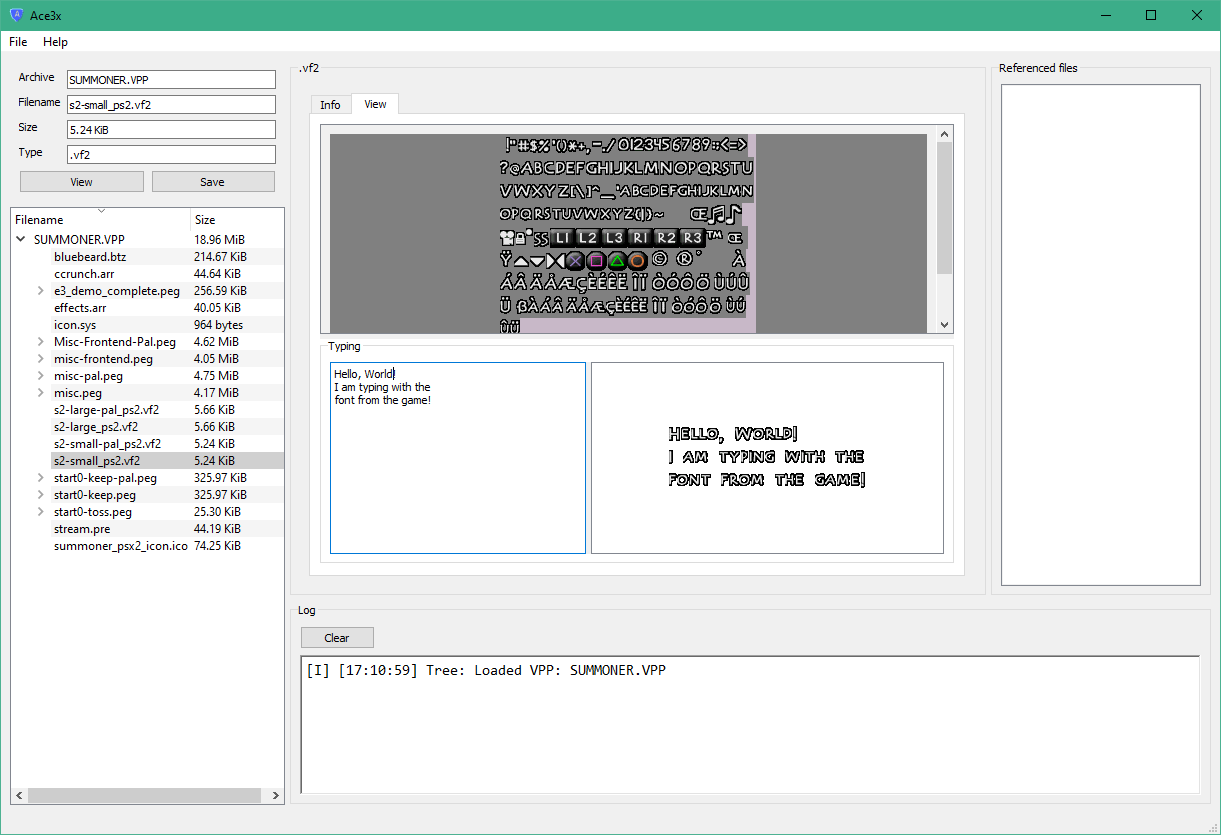 Ace3x
File Help
Archive SUMMONER.VPP
Filename s2-small_ps2.vf2
Size 5.24 KiB
Type .vf2
View Save
Filename Size
SUMMONER.VPP 18.96 MiB
bluebeard.btz 214.67 KiB
ccrunch.arr 44.64 KiB
e3_demo_complete.peg 256.59 KiB
effects.arr 40.05 KiB
icon.sys 964 bytes
Misc-Frontend-Pal.peg 4.62 MiB
misc-frontend.peg 4.05 MiB
misc-pal.peg 4.75 MiB
misc.peg 4.17 MiB
s2-large-pal_ps2.vf2 5.66 KiB
s2-large_ps2.vf2 5.66 KiB
s2-small-pal_ps2.vf2 5.24 KiB
s2-small_ps2.vf2 5.24 KiB
start0-keep-pal.peg 325.97 KiB
start0-keep.peg 325.97 KiB
start0-toss.peg 25.30 KiB
stream.pre 44.19 KiB
summoner_psx2_icon.ico 74.25 KiB
.vf2
Info View
!"#$%'()*+,-./0123456789:;<=>
?@ABCDEFGHIJKLMNOPQRSTU
VWXYZ[\]^_'ABCDEFGHIJKLMN
OPQRSTUVWXYZ{|}~ Œ
SS L1 L2 L3 R1 R2 R3 ™ Œ
Ÿ © ® ° À
ÁÂÄÅÆÇÈÉÊË ÎÏ ÒÓÔÖ ÙÚÛ
Ü ßÀÁÂÄÅÆÇÈÉÊË ÎÏ ÒÓÔÖ ÙÚ
ÛÜ
Typing
Hello, World!
I am typing with the
font from the game!
HELLO, WORLD!
I AM TYPING WITH THE
FONT FROM THE GAME!
Referenced files
Log
Clear
[I] [17:10:59] Tree: Loaded VPP: SUMMONER.VPP